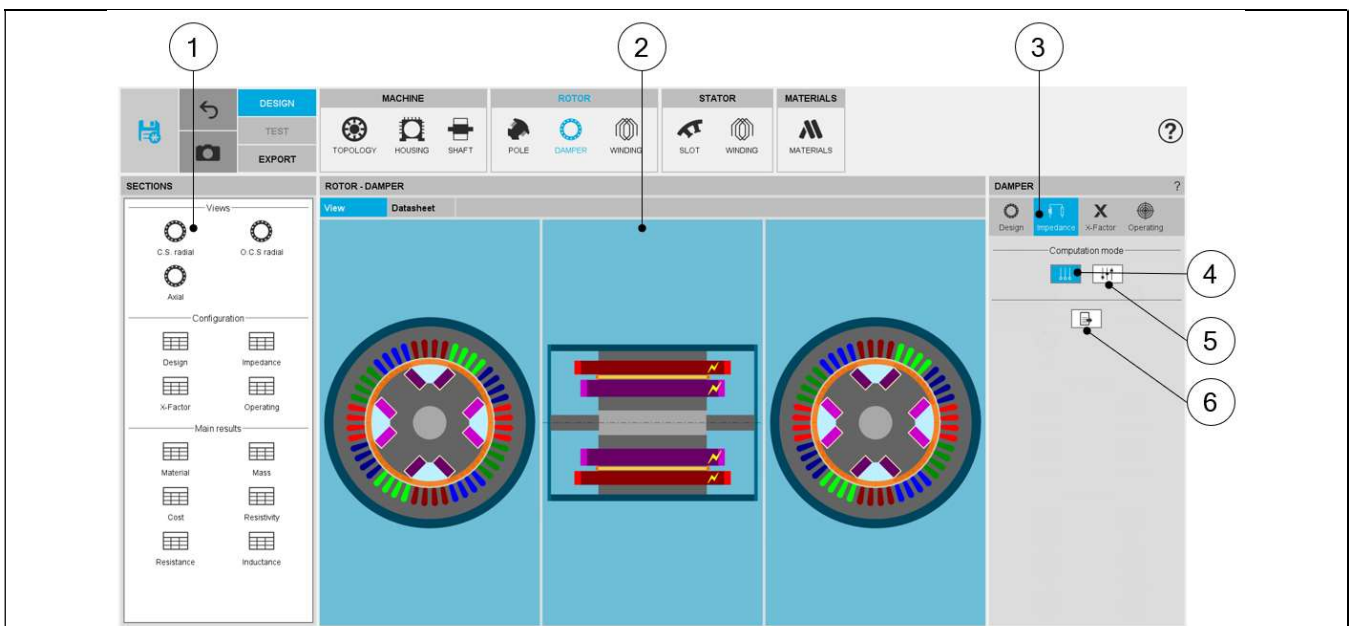 1 2 3
DESIGN MACHINE ROTOR STATOR MATERIALS
TEST
EXPORT TOPOLOGY HOUSING SHAFT POLE DAMPER WINDING SLOT WINDING MATERIALS ?
SECTIONS ROTOR - DAMPER DAMPER ?
Views View Datasheet
Design Impedance X-Factor Operating
C.S. radial O.C.S radial Computation mode
4
Axial
Configuration
5
Design Impedance
6
X-Factor Operating
Main results
Material Mass
Cost Resistivity
Resistance Inductance